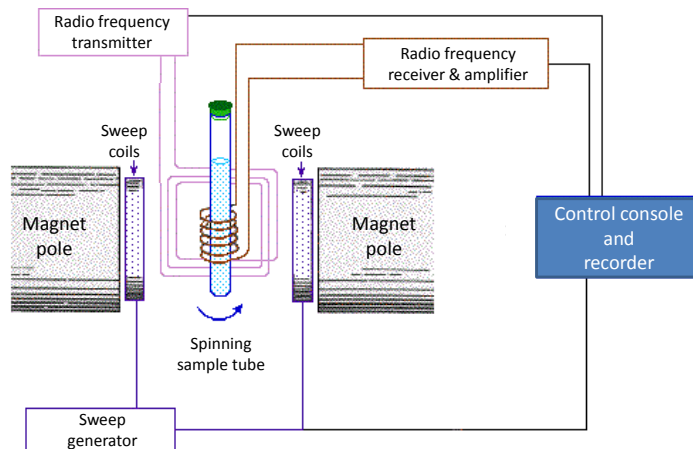 Radio frequency
transmitter
Radio frequency
receiver & amplifier
Sweep
coils
Sweep
coils
Magnet
pole
Magnet
pole
Control console
and
recorder
Spinning
sample tube
Sweep
generator